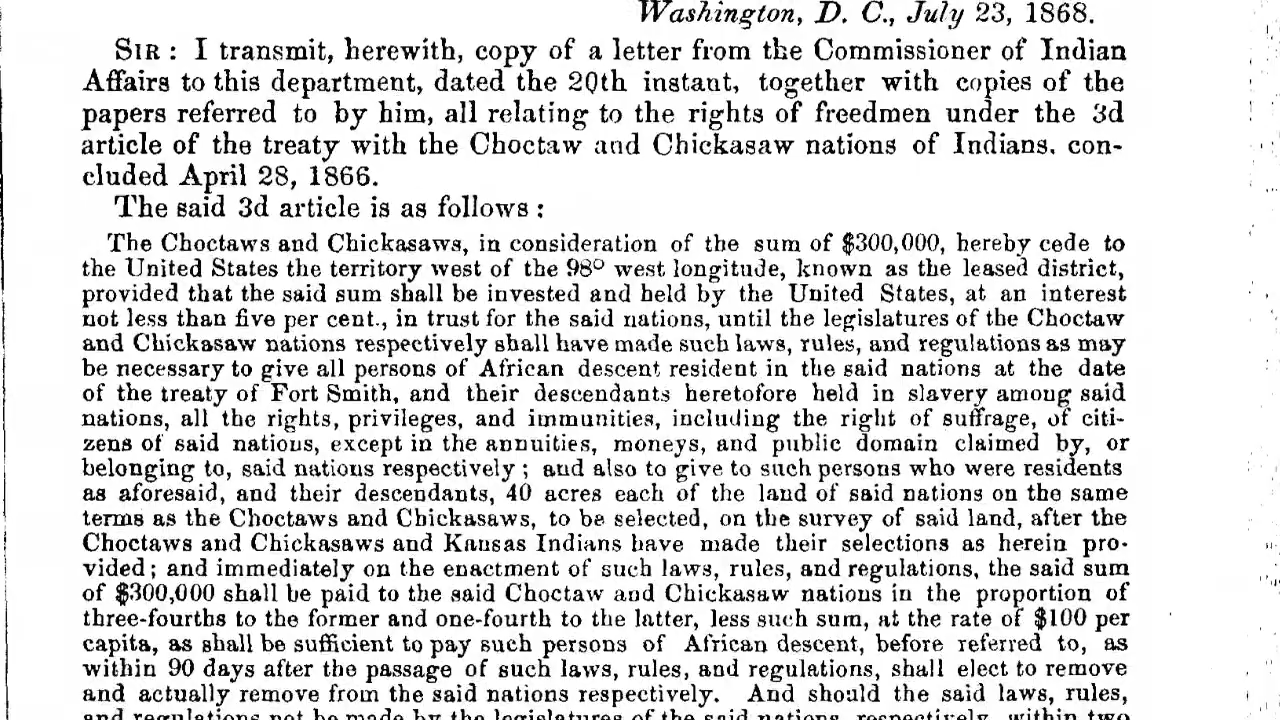 Washington, D. C., July 23, 1868.
SIR: I transmit, herewith, copy of a letter from the Commissioner of Indian
Affairs to this department, dated the 20th instant, together with copies of the
papers referred to by him, all relating to the rights of freedmen under the 3d
article of the treaty with the Choctaw and Chickasaw nations of Indians, con-
cluded April 28, 1866.
The said 3d article is as follows:
The Choctaws and Chickasaws, in consideration of the sum of $300,000, hereby cede to
the United States the territory west of the 98° west longitude, known as the leased district,
provided that the said sum shall be invested and held by the United States, at an interest
not less than five per cent., in trust for the said nations, until the legislatures of the Choctaw
and Chickasaw nations respectively shall have made such laws, rules, and regulations as may
be necessary to give all persons of African descent resident in the said nations at the date
of the treaty of Fort Smith, and their descendants heretofore held in slavery among said
nations, all the rights, privileges, and immunities, including the right of suffrage, of citi-
zens of said nations, except in the annuities, moneys, and public domain claimed by, or
belonging to, said nations respectively; and also to give to such persons who were residents
as aforesaid, and their descendants, 40 acres each of the land of said nations on the same
terms as the Choctaws and Chickasaws, to be selected, on the survey of said land, after the
Choctaws and Chickasaws and Kansas Indians have made their selections as herein pro-
vided; and immediately on the enactment of such laws, rules, and regulations, the said sum
of $300,000 shall be paid to the said Choctaw and Chickasaw nations in the proportion of
three-fourths to the former and one-fourth to the latter, less such sum, at the rate of $100 per
capita, as shall be sufficient to pay such persons of African descent, before referred to, as
within 90 days after the passage of such laws, rules, and regulations, shall elect to remove
and actually remove from the said nations respectively. And should the said laws, rules,
and regulations not be made by the legislatures of the said nations, respectively, within two